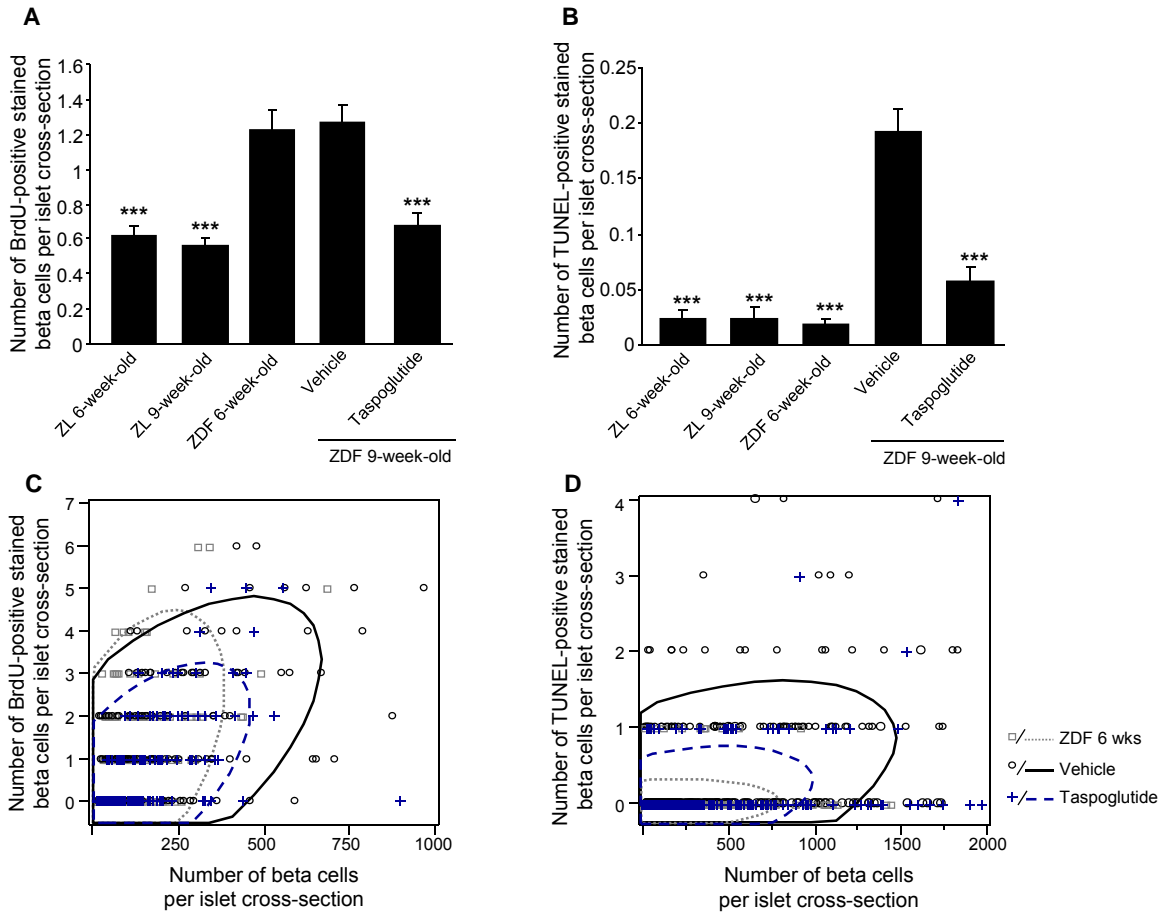 A
Number of BrdU-positive stained
beta cells per islet cross-section
1.6
1.4
1.2
1
0.8
0.6
0.4
0.2
0
***
***
***
ZL 6-week-old
ZL 9-week-old
ZDF 6-week-old
Vehicle
Taspoglutide
ZDF 9-week-old
B
Number of TUNEL-positive stained
beta cells per islet cross-section
0.25
0.2
0.15
0.1
0.05
0
***
***
***
***
ZL 6-week-old
ZL 9-week-old
ZDF 6-week-old
Vehicle
Taspoglutide
ZDF 9-week-old
C
Number of BrdU-positive stained
beta cells per islet cross-section
7
6
5
4
3
2
1
0
250
500
750
1000
Number of beta cells
per islet cross-section
D
Number of TUNEL-positive stained
beta cells per islet cross-section
4
3
2
1
0
500
1000
1500
2000
Number of beta cells
per islet cross-section
ZDF 6 wks
Vehicle
Taspoglutide